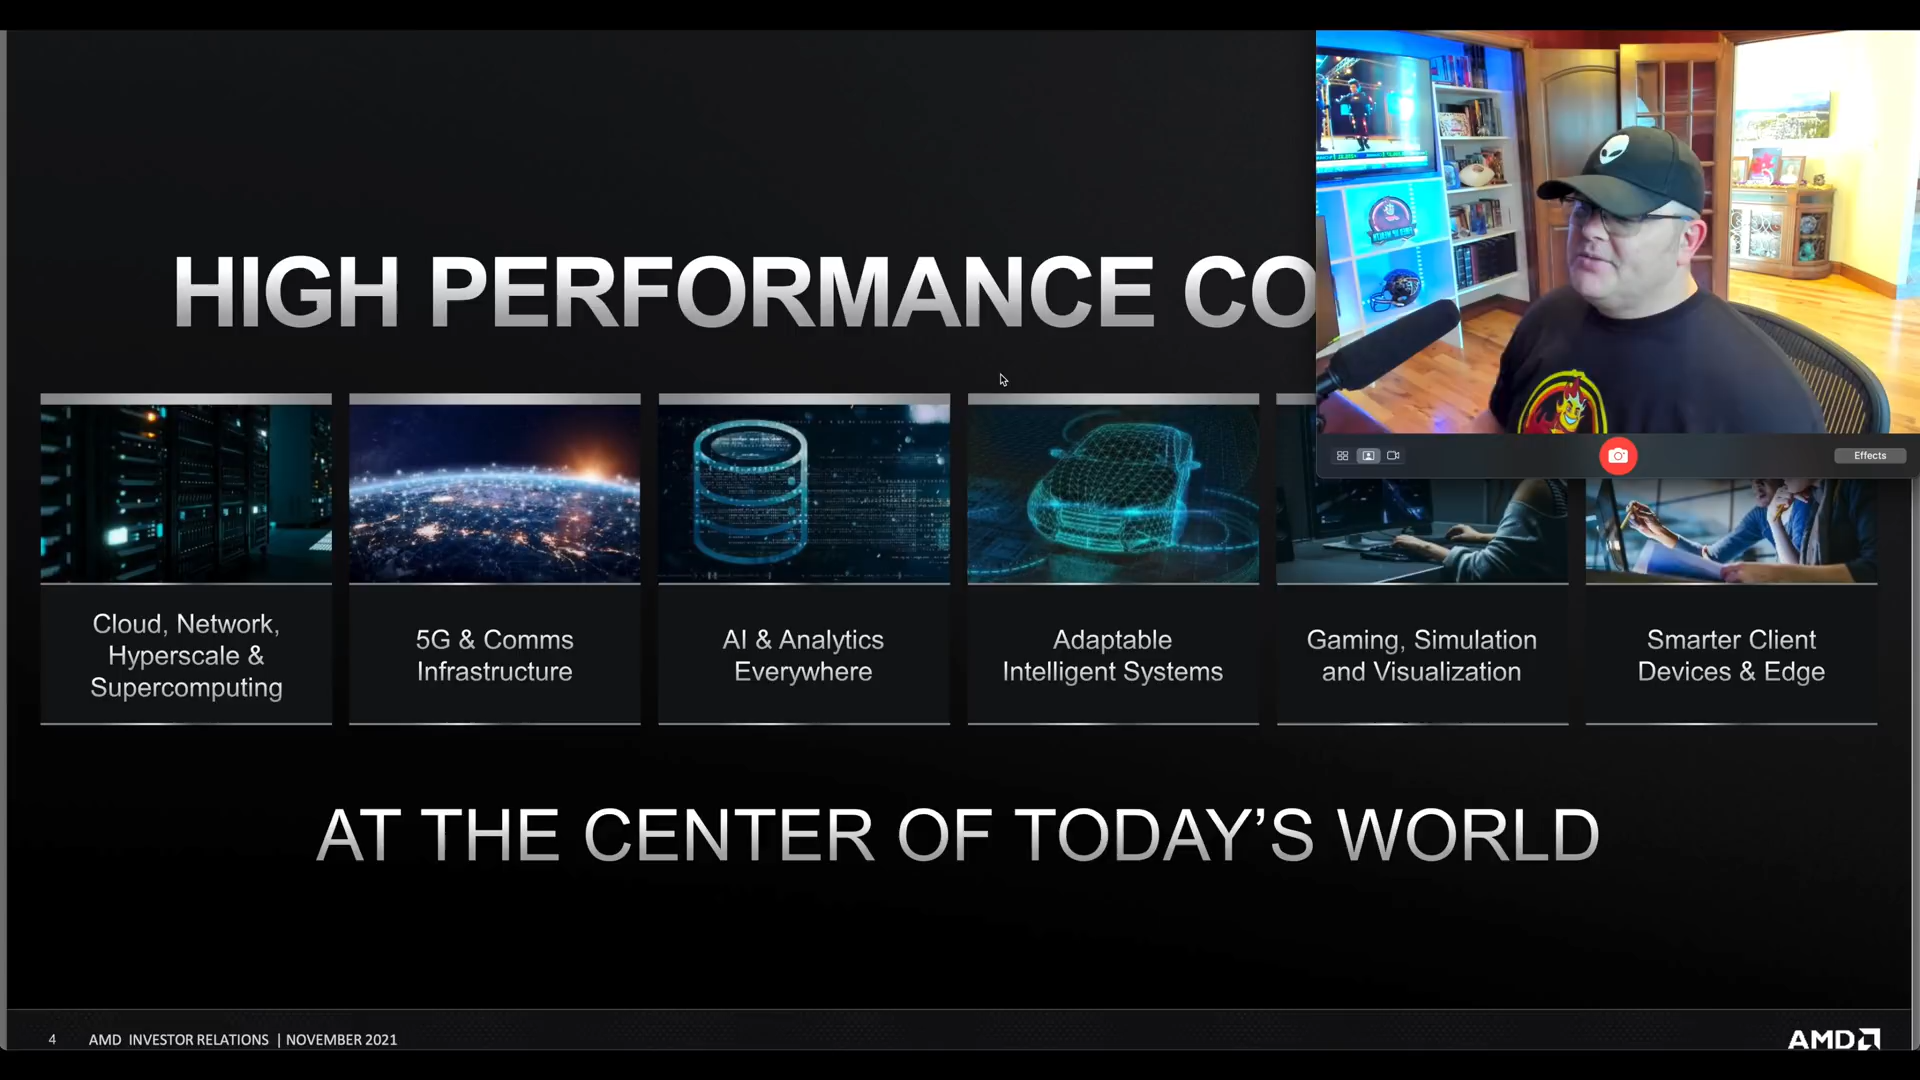 HIGH PERFORMANCE CO
Effects
Cloud, Network,
Hyperscale &
Supercomputing
5G & Comms
Infrastructure
AI & Analytics
Everywhere
Adaptable
Intelligent Systems
Gaming, Simulation
and Visualization
Smarter Client
Devices & Edge
AT THE CENTER OF TODAY’S WORLD
4 AMD INVESTOR RELATIONS | NOVEMBER 2021
AMD